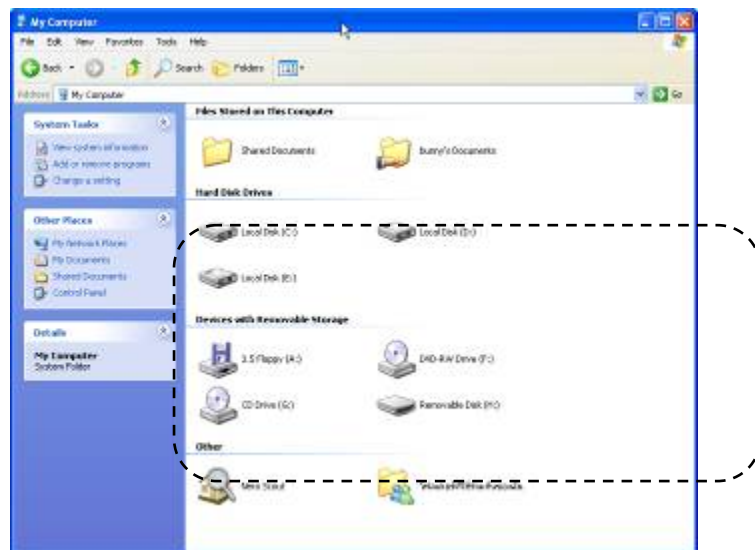 My Computer
File Edit View Favorites Tools Help
Back Search Folders
Address My Computer Go
System Tasks
View system information
Add or remove programs
Change a setting
Other Places
My Network Places
My Documents
Shared Documents
Control Panel
Details
My Computer
System Folder
Files Stored on This Computer
Shared Documents bunny's Documents
Hard Disk Drives
Local Disk (C:) Local Disk (D:)
Local Disk (E:)
Devices with Removable Storage
3.5 Floppy (A:) DVD-RW Drive (F:)
CD Drive (G:) Removable Disk (H:)
Other
Nero Scout